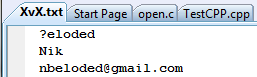 XvX.txt Start Page open.c TestCPP.cpp
?eloded
Nik
nbeloded@gmail.com